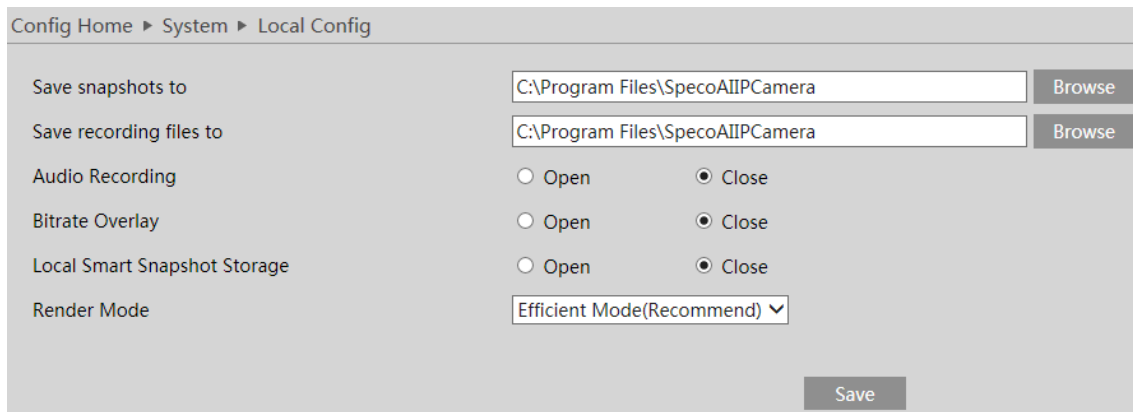 Config Home ▸ System ▸ Local Config
Save snapshots to C:\Program Files\SpecoAIIPCamera Browse
Save recording files to C:\Program Files\SpecoAIIPCamera Browse
Audio Recording Open Close
Bitrate Overlay Open Close
Local Smart Snapshot Storage Open Close
Render Mode Efficient Mode(Recommend)
Save